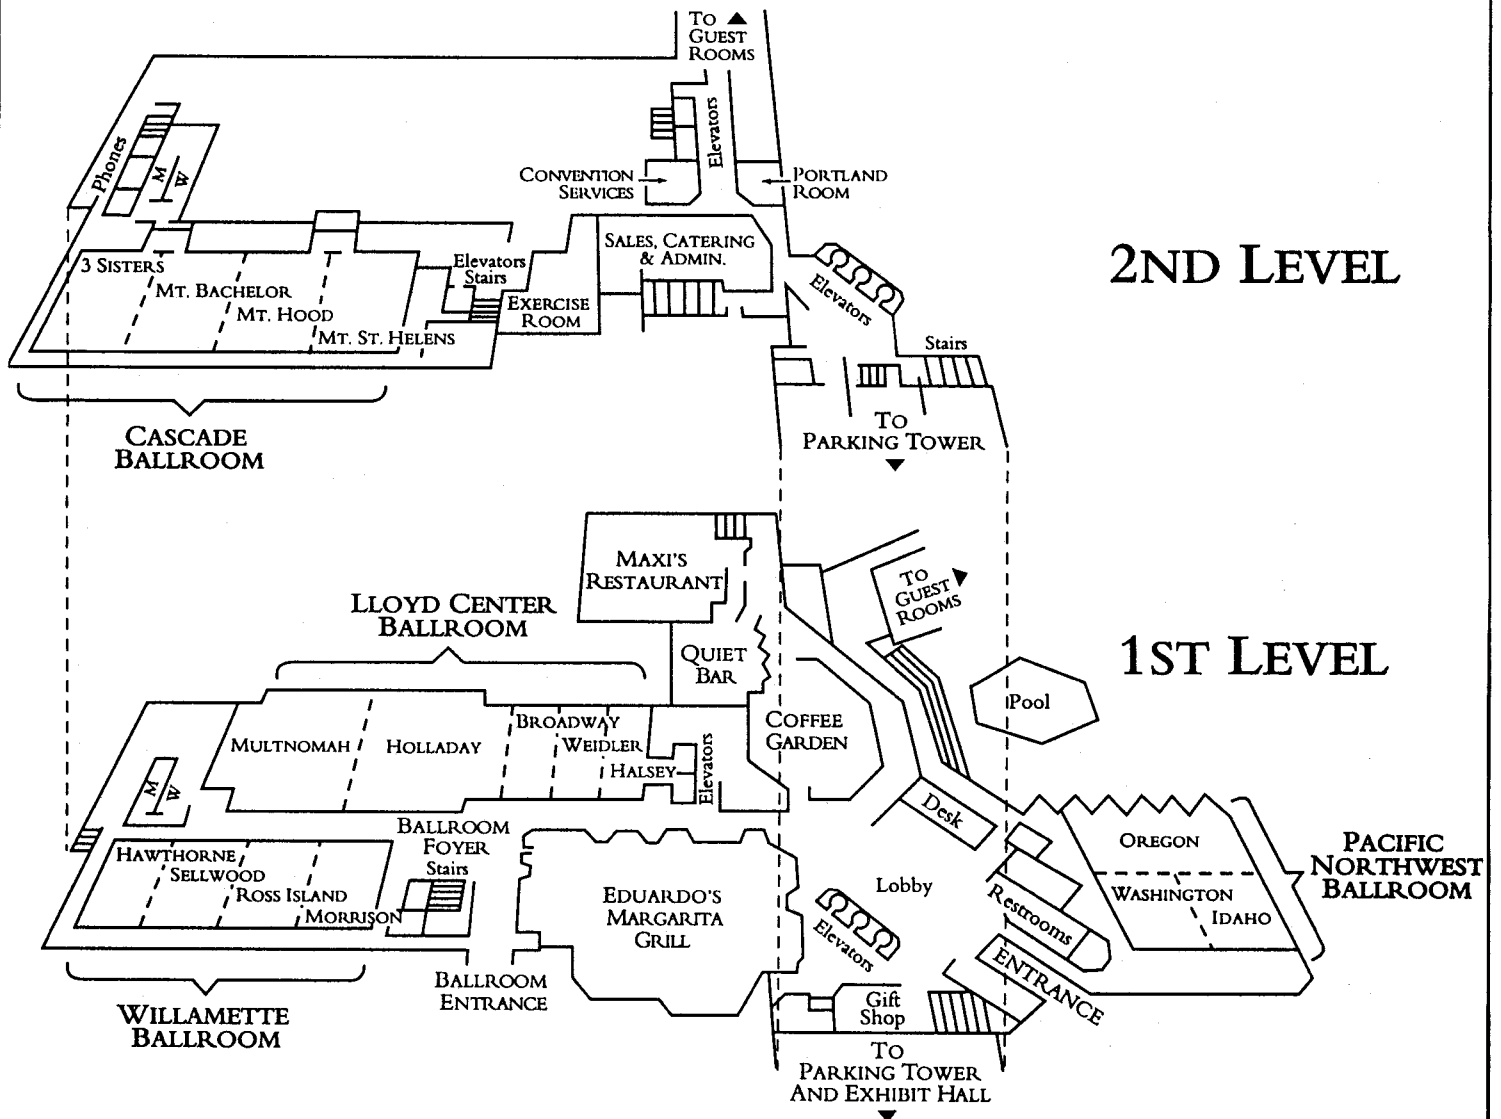 TO
GUEST
ROOMS
Elevators
Phones
M
W
CONVENTION
SERVICES
PORTLAND
ROOM
3 SISTERS
MT. BACHELOR
MT. HOOD
MT. ST. HELENS
Elevators
Stairs
EXERCISE
ROOM
SALES, CATERING
& ADMIN.
Elevators
Stairs
2ND LEVEL
TO
PARKING TOWER
CASCADE
BALLROOM
MAXI'S
RESTAURANT
TO
GUEST
ROOMS
LLOYD CENTER
BALLROOM
QUIET
BAR
1ST LEVEL
Pool
MULTNOMAH
HOLLADAY
BROADWAY
WEIDLER
HALSEY
Elevators
COFFEE
GARDEN
M
W
Desk
BALLROOM
FOYER
Stairs
HAWTHORNE
SELLWOOD
ROSS ISLAND
MORRISON
EDUARDO'S
MARGARITA
GRILL
Lobby
Elevators
Restrooms
OREGON
WASHINGTON
IDAHO
PACIFIC
NORTHWEST
BALLROOM
ENTRANCE
BALLROOM
ENTRANCE
WILLAMETTE
BALLROOM
Gift
Shop
TO
PARKING TOWER
AND EXHIBIT HALL